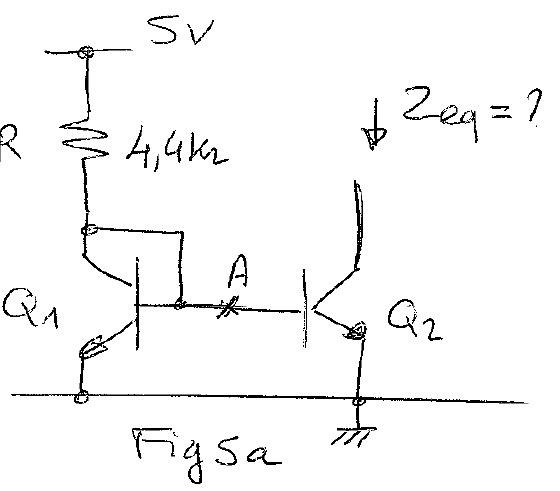 5V
Zeq = ?
R
4,4kΩ
A
Q1
Q2
Fig 5a